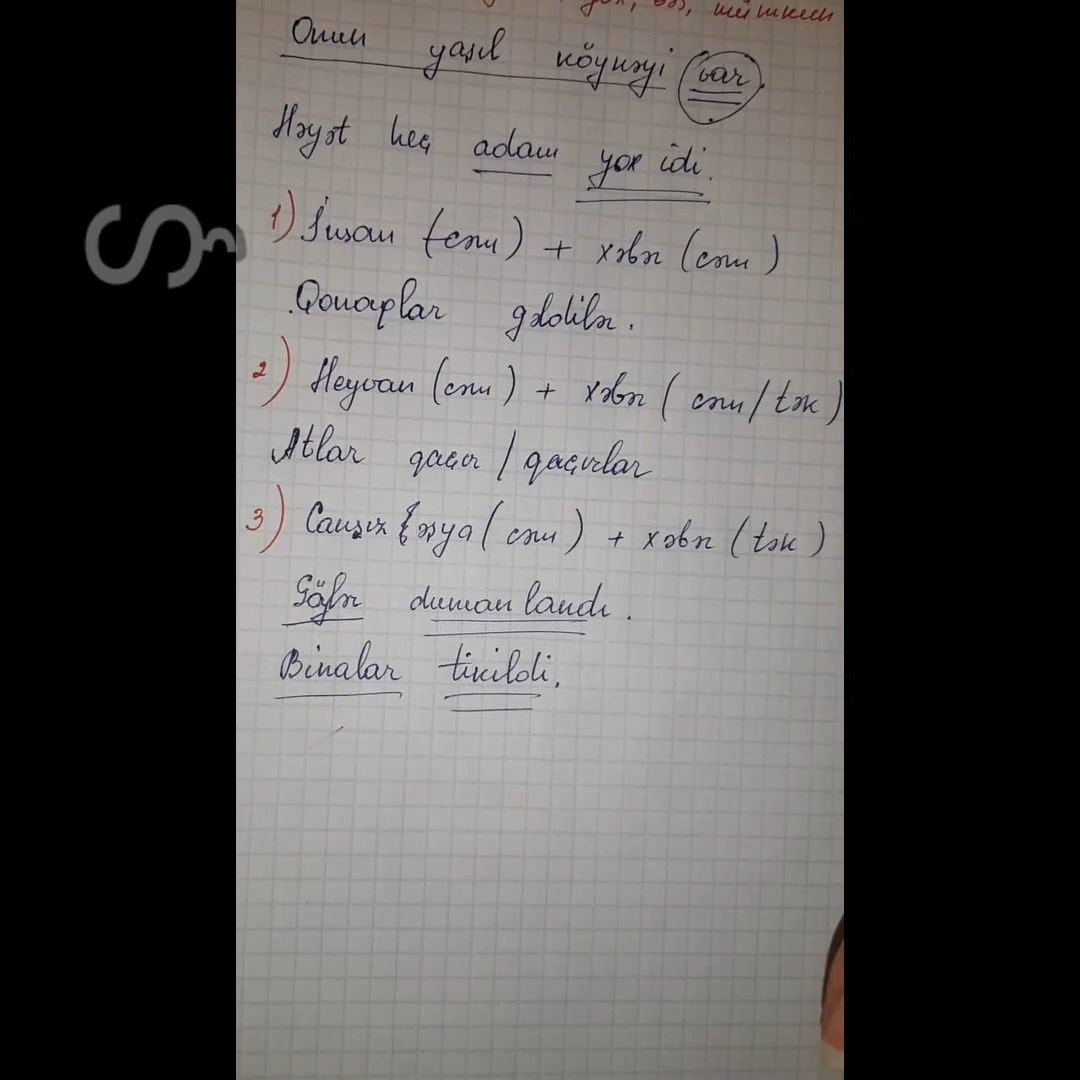 mümkün
Onun yaşıl köynəyi var
Həyət heç adam yox idi.
1) İnsan (cəm) + xəbər (cəm)
Qonaqlar gəldilər.
2) Heyvan (cəm) + xəbər (cəm/tək)
Atlar qaçır / qaçırlar
3) Cansız əşya (cəm) + xəbər (tək)
Göylər dumanlandı.
Binalar tikildi.